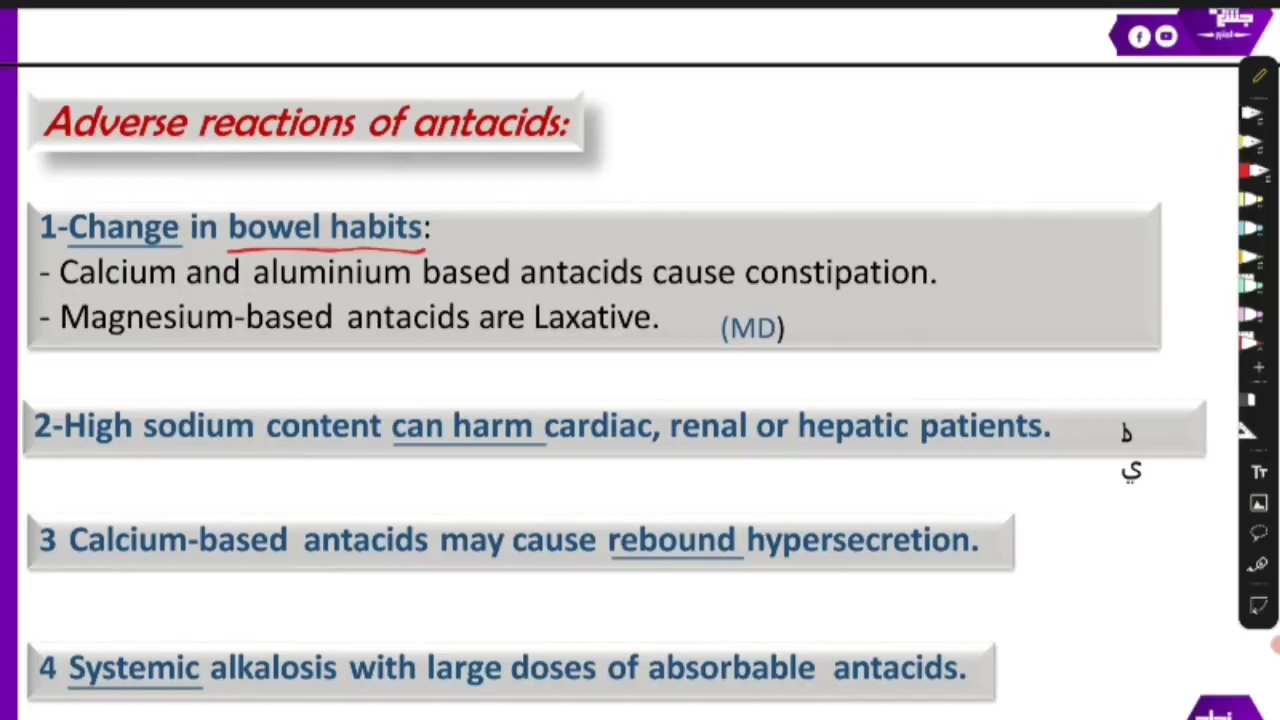 Adverse reactions of antacids:
1-Change in bowel habits:
- Calcium and aluminium based antacids cause constipation.
- Magnesium-based antacids are Laxative.
(MD)
2-High sodium content can harm cardiac, renal or hepatic patients.
ي
3 Calcium-based antacids may cause rebound hypersecretion.
4 Systemic alkalosis with large doses of absorbable antacids.
Tт